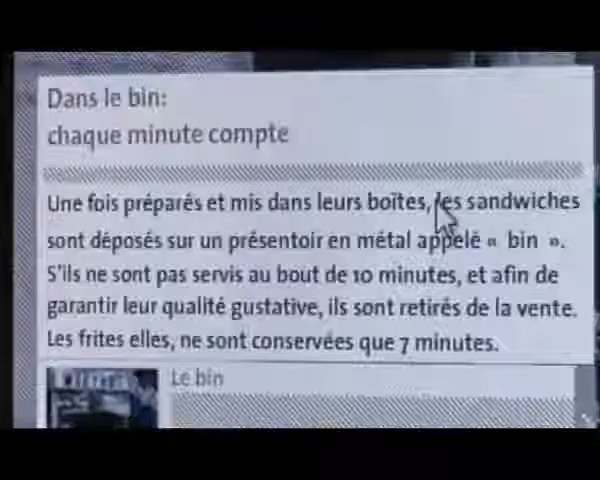 Dans le bin:
chaque minute compte
Une fois préparés et mis dans leurs boîtes, les sandwiches
sont déposés sur un présentoir en métal appelé « bin ».
S'ils ne sont pas servis au bout de 10 minutes, et afin de
garantir leur qualité gustative, ils sont retirés de la vente.
Les frites elles, ne sont conservées que 7 minutes.
Le bin